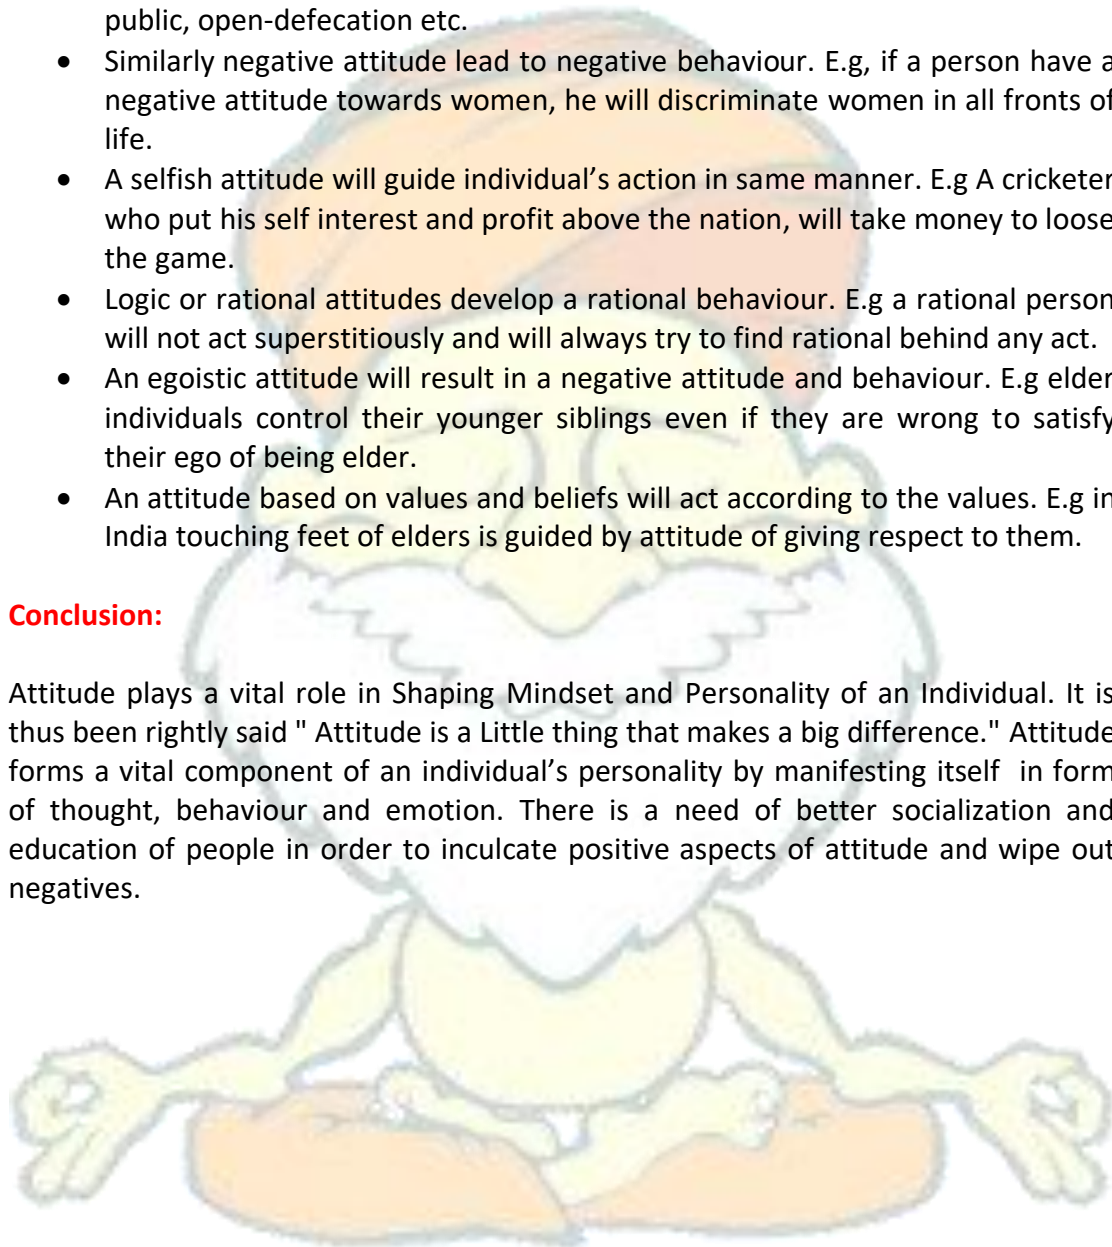 public, open-defecation etc.
• Similarly negative attitude lead to negative behaviour. E.g, if a person have a
negative attitude towards women, he will discriminate women in all fronts of
life.
• A selfish attitude will guide individual’s action in same manner. E.g A cricketer
who put his self interest and profit above the nation, will take money to loose
the game.
• Logic or rational attitudes develop a rational behaviour. E.g a rational person
will not act superstitiously and will always try to find rational behind any act.
• An egoistic attitude will result in a negative attitude and behaviour. E.g elder
individuals control their younger siblings even if they are wrong to satisfy
their ego of being elder.
• An attitude based on values and beliefs will act according to the values. E.g in
India touching feet of elders is guided by attitude of giving respect to them.
Conclusion:
Attitude plays a vital role in Shaping Mindset and Personality of an Individual. It is
thus been rightly said " Attitude is a Little thing that makes a big difference." Attitude
forms a vital component of an individual’s personality by manifesting itself  in form
of thought, behaviour and emotion. There is a need of better socialization and
education of people in order to inculcate positive aspects of attitude and wipe out
negatives.